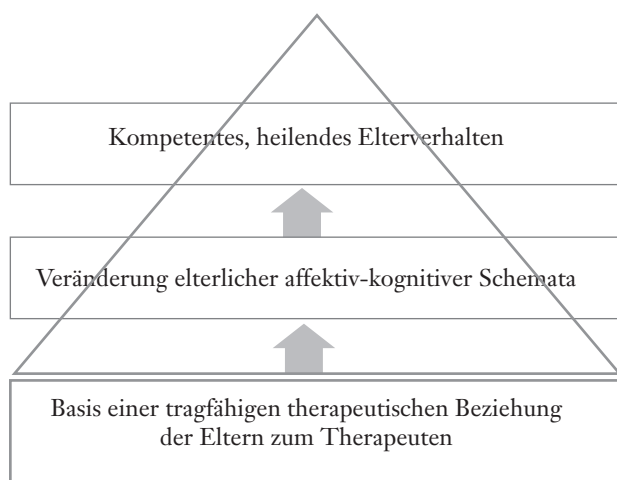 Kompetentes, heilendes Elterverhalten
Veränderung elterlicher affektiv-kognitiver Schemata
Basis einer tragfähigen therapeutischen Beziehung
der Eltern zum Therapeuten